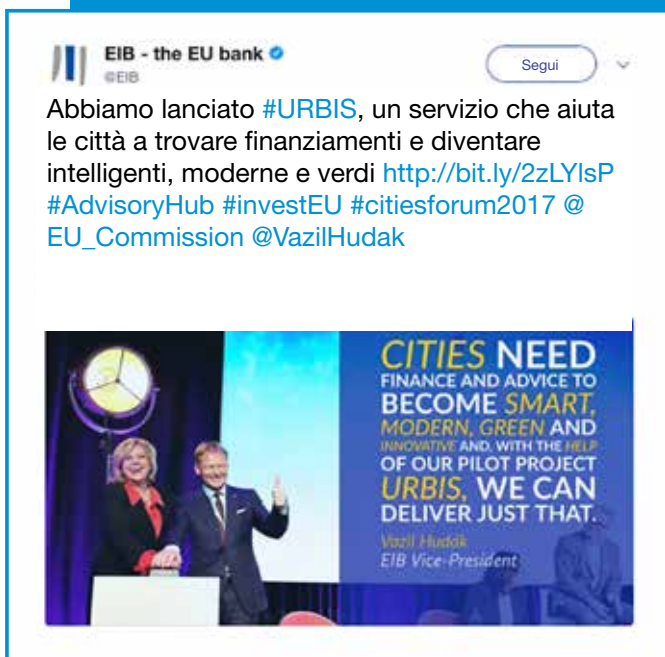 EIB - the EU bank
@EIB
Segui
Abbiamo lanciato #URBIS, un servizio che aiuta
le città a trovare finanziamenti e diventare
intelligenti, moderne e verdi http://bit.ly/2zLYlsP
#AdvisoryHub #investEU #citiesforum2017 @
EU_Commission @VazilHudak
CITIES NEED
FINANCE AND ADVICE TO
BECOME SMART,
MODERN, GREEN AND
INNOVATIVE AND, WITH THE HELP
OF OUR PILOT PROJECT
URBIS, WE CAN
DELIVER JUST THAT.
Vazil Hudak
EIB Vice-President